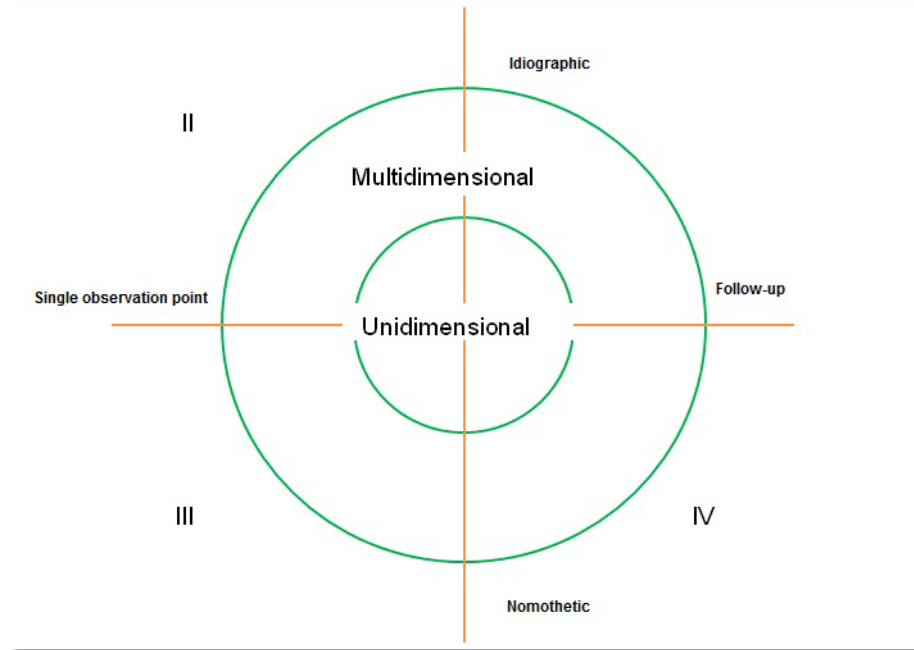 Idiographic
II
Multidimensional
Single observation point
Follow-up
Unidimensional
III
IV
Nomothetic